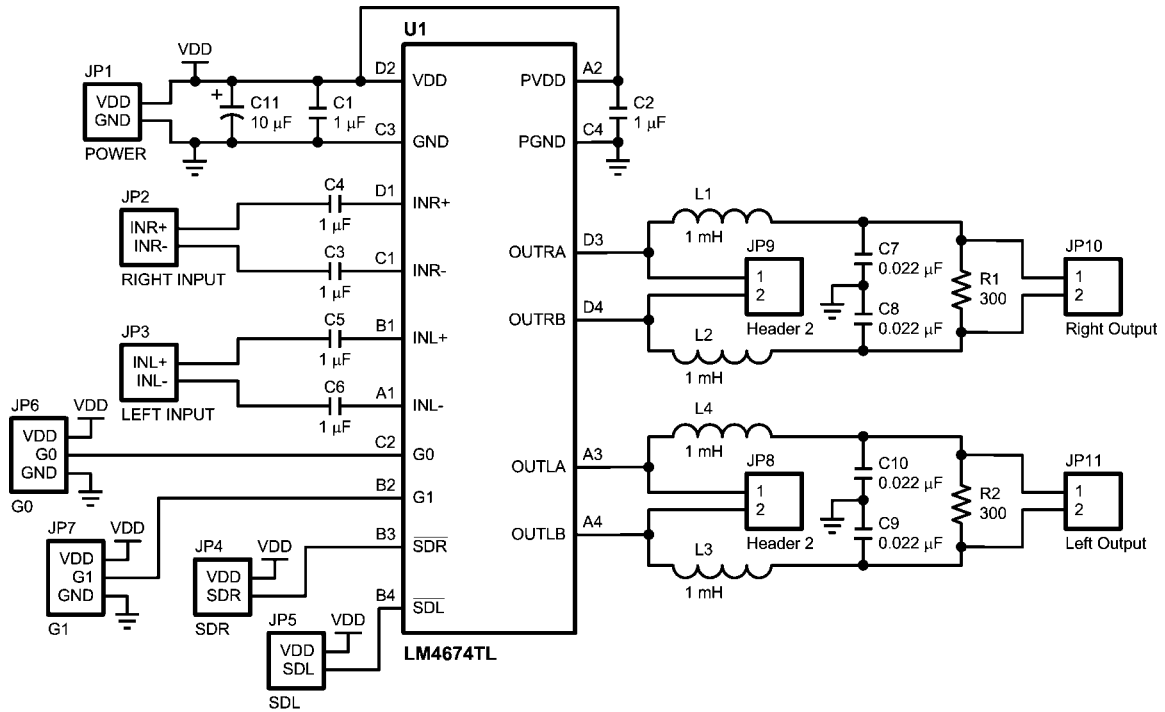 U1
VDD
JP1
VDD
GND
POWER
+
C11
10 µF
C1
1 µF
D2
VDD
C3
GND
PVDD
A2
C2
1 µF
PGND
C4
JP2
INR+
INR-
RIGHT INPUT
C4
1 µF
D1
INR+
C3
1 µF
C1
INR-
JP3
INL+
INL-
LEFT INPUT
C5
1 µF
B1
INL+
C6
1 µF
A1
INL-
JP6
VDD
VDD
G0
GND
G0
C2
G0
B2
G1
JP7
VDD
VDD
G1
GND
G1
JP4
VDD
VDD
SDR
SDR
B3
SDR
JP5
VDD
VDD
SDL
SDL
B4
SDL
LM4674TL
OUTRA
D3
OUTRB
D4
L1
1 mH
JP9
1
2
Header 2
L2
1 mH
C7
0.022 µF
C8
0.022 µF
R1
300
JP10
1
2
Right Output
OUTLA
A3
OUTLB
A4
L4
1 mH
JP8
1
2
Header 2
L3
1 mH
C10
0.022 µF
C9
0.022 µF
R2
300
JP11
1
2
Left Output